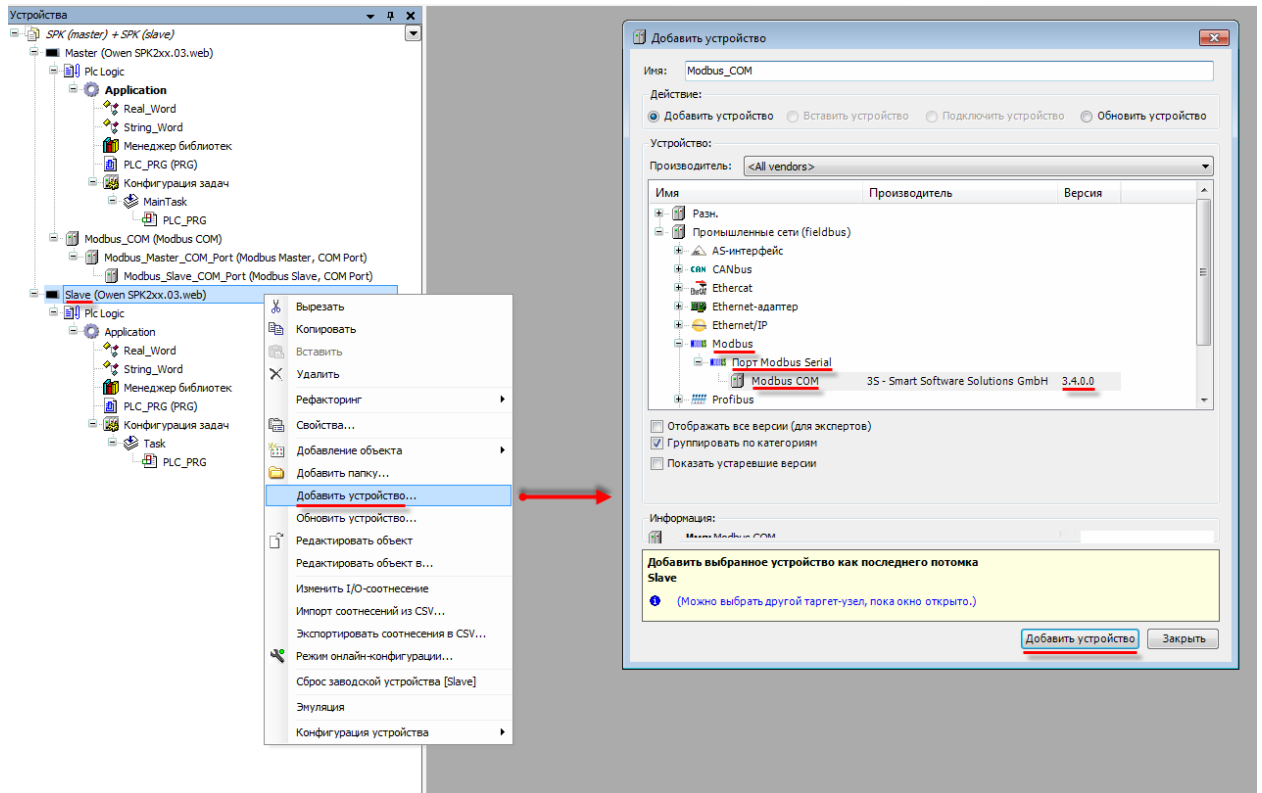 Устройства
SPK (master) + SPK (slave)
Master (Owen SPK2xx.03.web)
Plc Logic
Application
Real_Word
String_Word
Менеджер библиотек
PLC_PRG (PRG)
Конфигурация задач
MainTask
PLC_PRG
Modbus_COM (Modbus COM)
Modbus_Master_COM_Port (Modbus Master, COM Port)
Modbus_Slave_COM_Port (Modbus Slave, COM Port)
Slave (Owen SPK2xx.03.web)
Plc Logic
Application
Real_Word
String_Word
Менеджер библиотек
PLC_PRG (PRG)
Конфигурация задач
Task
PLC_PRG
Вырезать
Копировать
Вставить
Удалить
Рефакторинг
Свойства...
Добавление объекта
Добавить папку...
Добавить устройство...
Обновить устройство...
Редактировать объект
Редактировать объект в...
Изменить I/O-соотнесение
Импорт соотнесений из CSV...
Экспортировать соотнесения в CSV...
Режим онлайн-конфигурации...
Сброс заводской устройства [Slave]
Эмуляция
Конфигурация устройства
Добавить устройство
Имя: Modbus_COM
Действие:
Добавить устройство Вставить устройство Подключить устройство Обновить устройство
Устройство:
Производитель: <All vendors>
Имя Производитель Версия
Разн.
Промышленные сети (fieldbus)
AS-интерфейс
CAN CANbus
Ethercat
Ethernet-адаптер
Ethernet/IP
Modbus
Порт Modbus Serial
Modbus COM 3S - Smart Software Solutions GmbH 3.4.0.0
Profibus
Отображать все версии (для экспертов)
Группировать по категориям
Показать устаревшие версии
Информация:
Имя: Modbus COM
Добавить выбранное устройство как последнего потомка
Slave
(Можно выбрать другой таргет-узел, пока окно открыто.)
Добавить устройство Закрыть